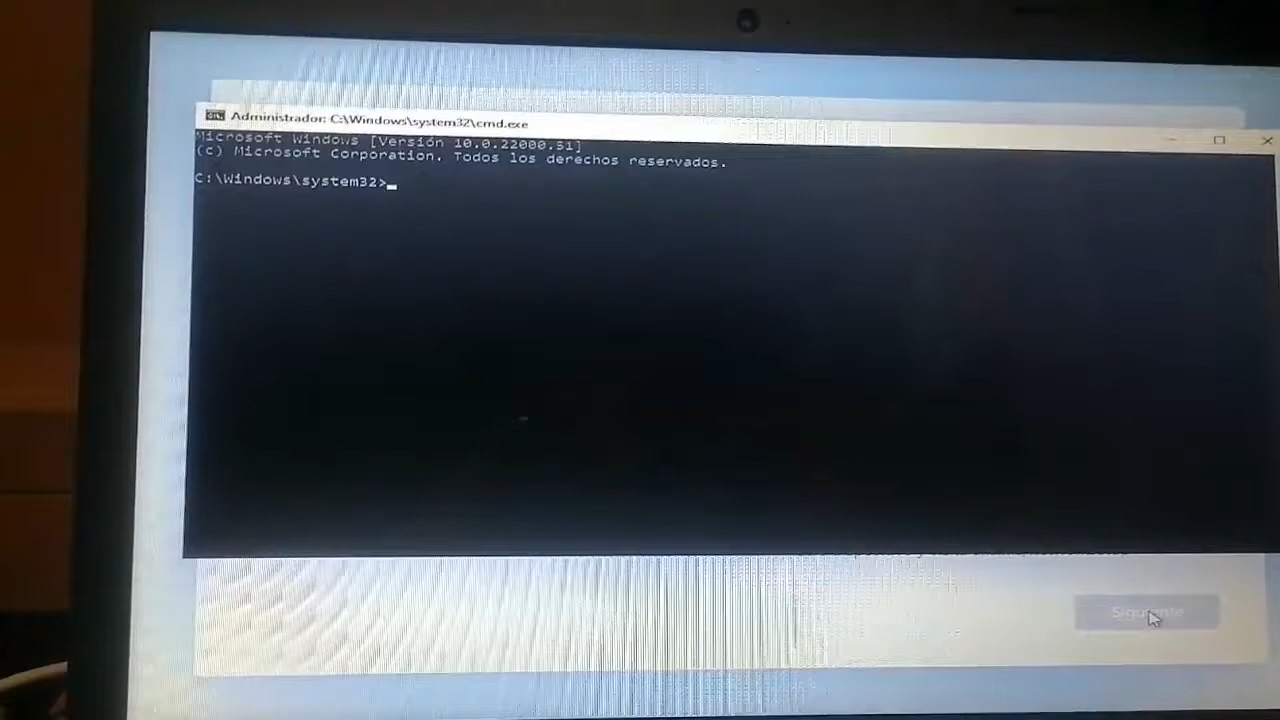 Administrador: C:\Windows\system32\cmd.exe
Microsoft Windows [Versión 10.0.22000.51]
(c) Microsoft Corporation. Todos los derechos reservados.
C:\Windows\system32>
Siguiente